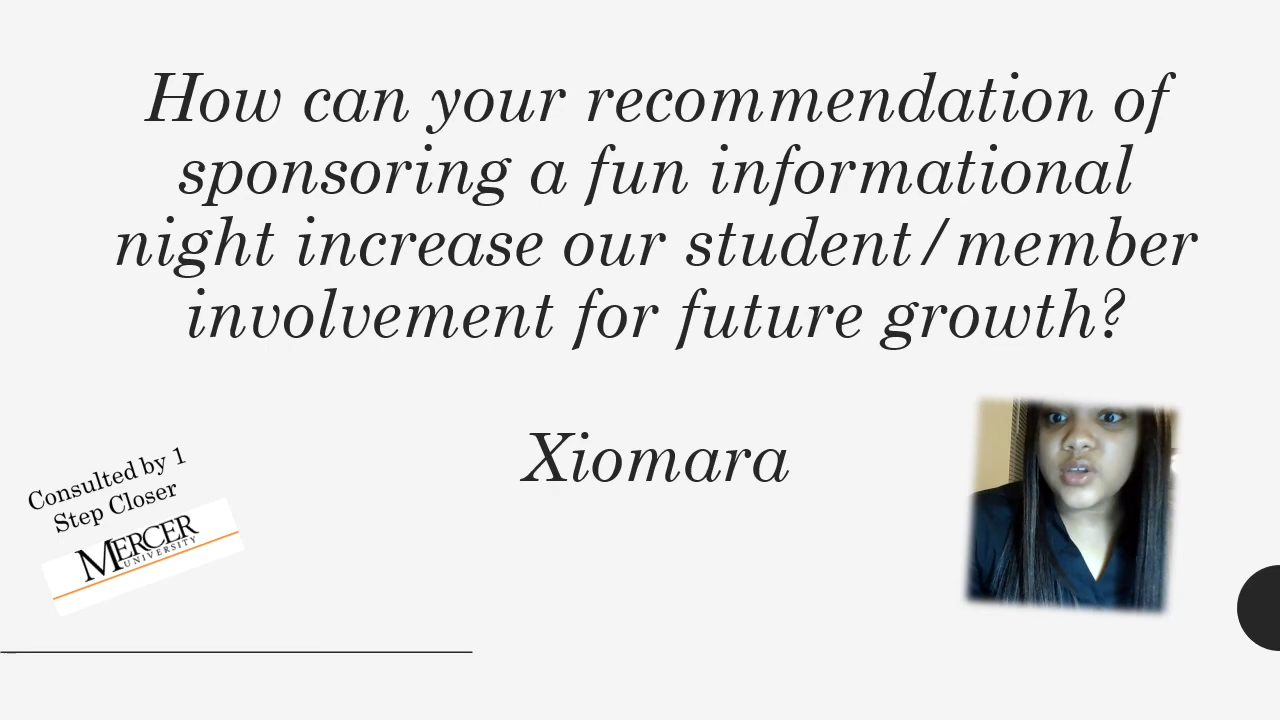 How can your recommendation of
sponsoring a fun informational
night increase our student/member
involvement for future growth?
Xiomara
Consulted by 1
Step Closer
MERCER
UNIVERSITY